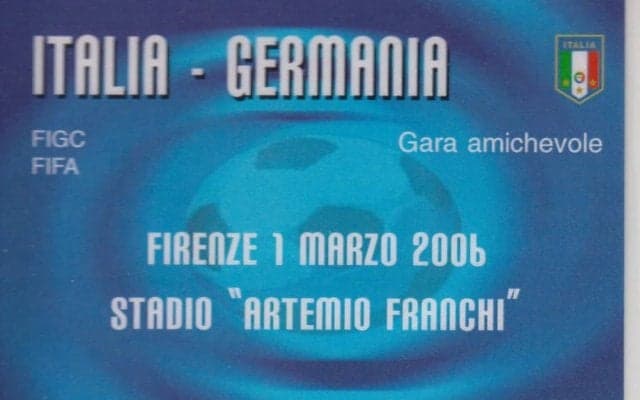 ITALIA - GERMANIA
ITALIA
FIGC
Gara amichevole
FIFA
FIRENZE 1 MARZO 2006
STADIO "ARTEMIO FRANCHI"